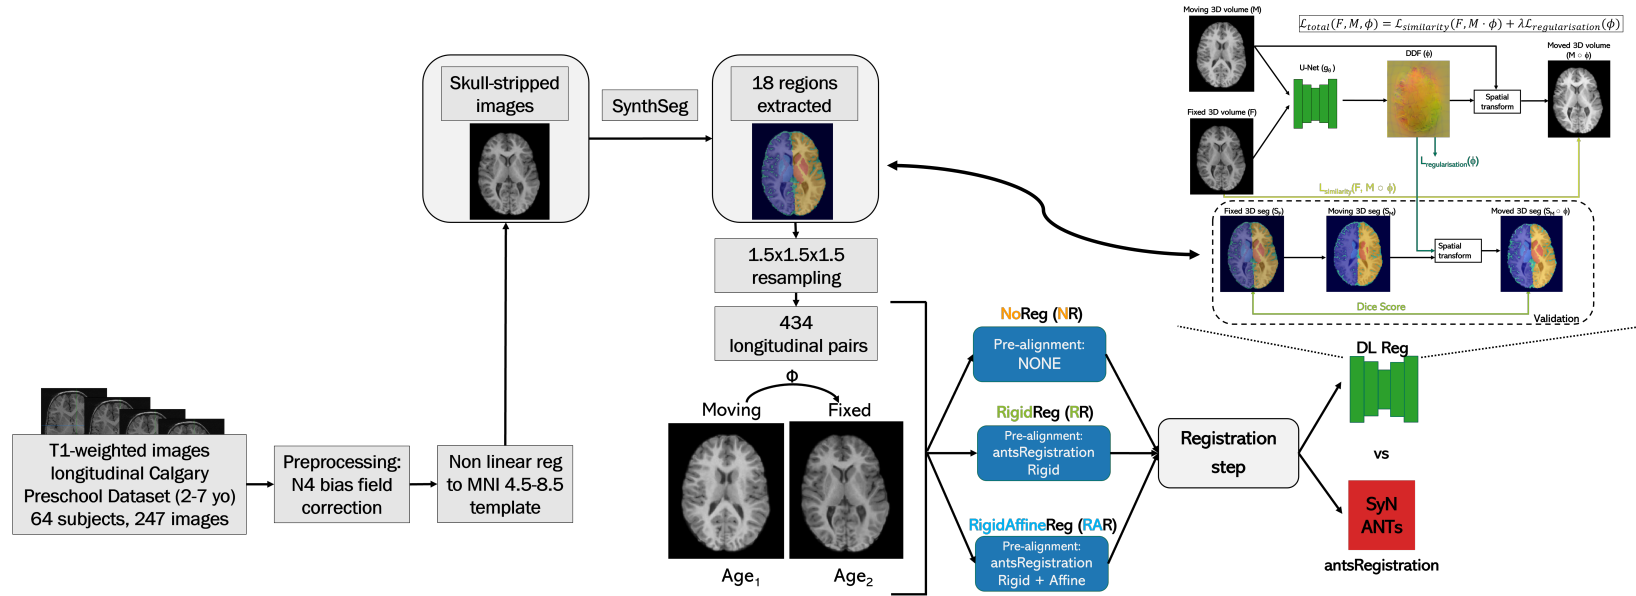 T1-weighted images
longitudinal Calgary
Preschool Dataset (2-7 yo)
64 subjects, 247 images
Preprocessing:
N4 bias field
correction
Non linear reg
to MNI 4.5-8.5
template
Skull-stripped
images
SynthSeg
18 regions
extracted
1.5x1.5x1.5
resampling
434
longitudinal pairs
Φ
Moving
Fixed
Age1
Age2
NoReg (NR)
Pre-alignment:
NONE
RigidReg (RR)
Pre-alignment:
antsRegistration
Rigid
RigidAffineReg (RAR)
Pre-alignment:
antsRegistration
Rigid + Affine
Registration
step
DL Reg
vs
SyN
ANTs
antsRegistration
Moving 3D volume (M)
ℒtotal(F, M, ϕ) = ℒsimilarity(F, M · ϕ) + λℒregularisation(ϕ)
Moved 3D volume
(M ○ ϕ)
DDF (ϕ)
U-Net (gθ)
Spatial
transform
Fixed 3D volume (F)
Lregularisation(ϕ)
Lsimilarity(F, M ○ ϕ)
Fixed 3D seg (SF)
Moving 3D seg (SM)
Moved 3D seg (SM ○ ϕ)
Spatial
transform
Dice Score
Validation